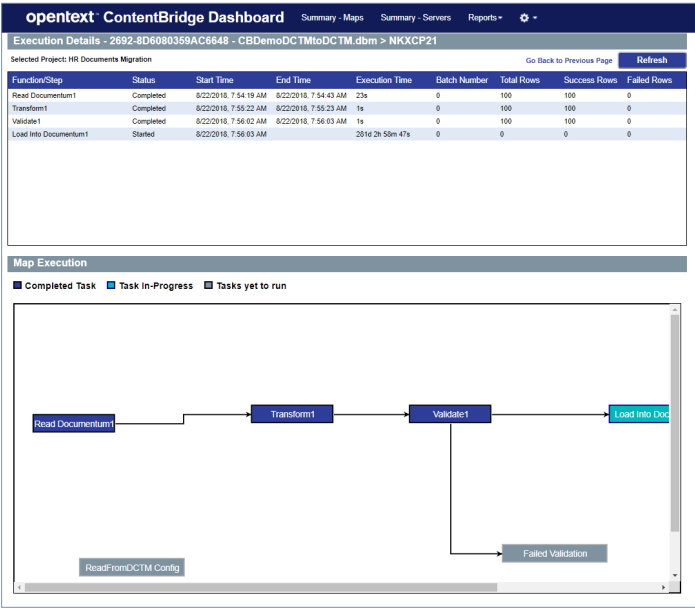 opentext™ ContentBridge Dashboard Summary - Maps Summary - Servers Reports
Execution Details - 2692-8D6080359AC6648 - CBDemoDCTMtoDCTM.dbm > NKXCP21
Selected Project: HR Documents Migration Go Back to Previous Page Refresh
Function/Step Status Start Time End Time Execution Time Batch Number Total Rows Success Rows Failed Rows
Read Documentum1 Completed 8/22/2018, 7:54:19 AM 8/22/2018, 7:54:43 AM 23s 0 100 100 0
Transform1 Completed 8/22/2018, 7:55:22 AM 8/22/2018, 7:55:23 AM 1s 0 100 100 0
Validate1 Completed 8/22/2018, 7:56:02 AM 8/22/2018, 7:56:03 AM 1s 0 100 100 0
Load Into Documentum1 Started 8/22/2018, 7:56:03 AM 281d 2h 58m 47s 0 0 0 0
Map Execution
Completed Task Task In-Progress Tasks yet to run
Transform1 Validate1 Load Into Doc
Read Documentum1
Failed Validation
ReadFromDCTM Config